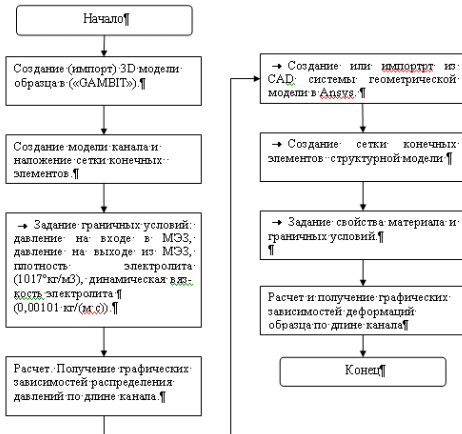 Начало¶
Создание (импорт) 3D модели
образца в («GAMBIT»).¶
Создание модели канала и
наложение сетки конечных
элементов.¶
→ Задание граничных условий:
давление на входе в МЭЗ,
давление на выходе из МЭЗ,
плотность электролита
(1017°кг/м3), динамическая вяз-
кость электролита ¶
(0,00101 кг/(м·с)).¶
Расчет. Получение графических
зависимостей распределения
давлений по длине канала.¶
→ Создание или импортрт из
CAD системы геометрической
модели в Ansys.¶
Создание сетки конечных
элементов структурной модели¶
→ Задание свойства материала и
граничных условий.¶
¶
Расчет и получение графических
зависимостей деформаций
образца по длине канала¶
Конец¶